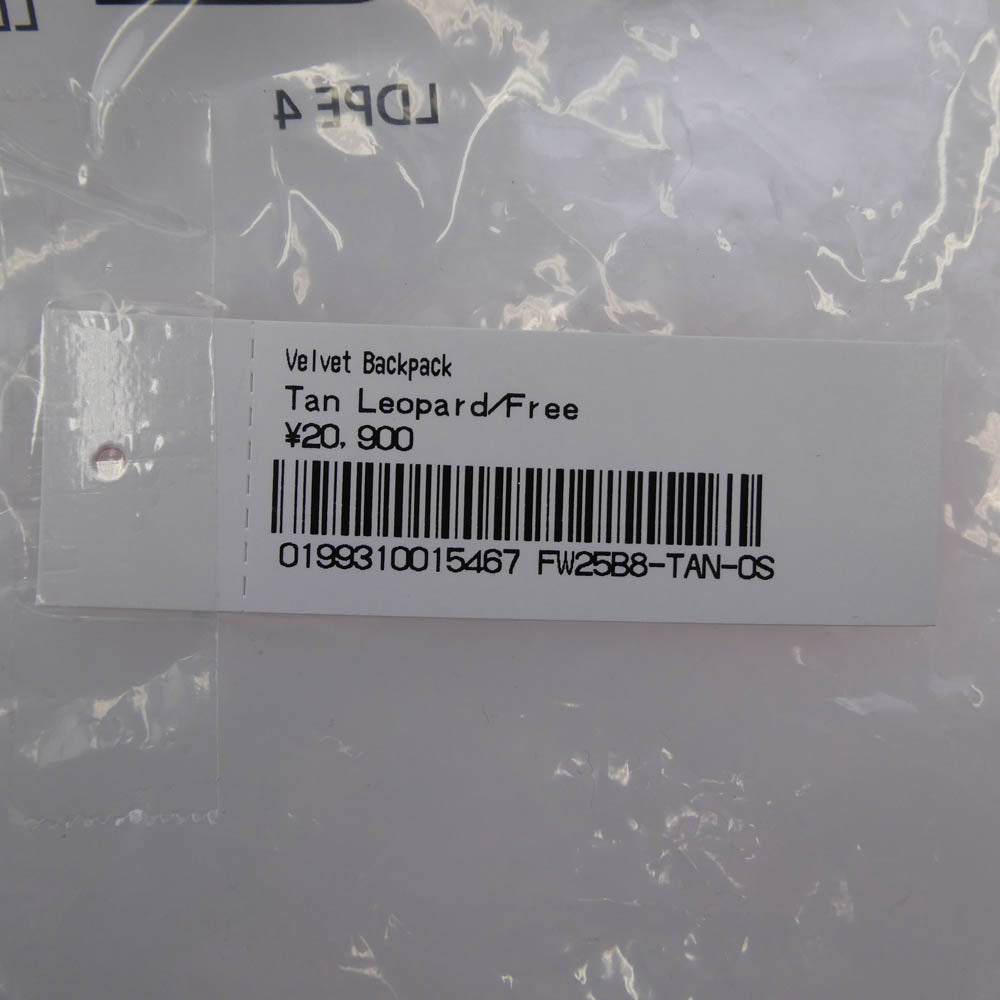 LDPE 4
Velvet Backpack
Tan Leopard/Free
¥20,900
0199310015467 FW25B8-TAN-OS